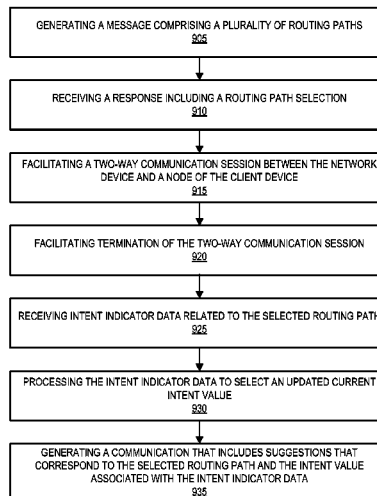 GENERATING A MESSAGE COMPRISING A PLURALITY OF ROUTING PATHS
905
RECEIVING A RESPONSE INCLUDING A ROUTING PATH SELECTION
910
FACILITATING A TWO-WAY COMMUNICATION SESSION BETWEEN THE NETWORK
DEVICE AND A NODE OF THE CLIENT DEVICE
915
FACILITATING TERMINATION OF THE TWO-WAY COMMUNICATION SESSION
920
RECEIVING INTENT INDICATOR DATA RELATED TO THE SELECTED ROUTING PATH
925
PROCESSING THE INTENT INDICATOR DATA TO SELECT AN UPDATED CURRENT
INTENT VALUE
930
GENERATING A COMMUNICATION THAT INCLUDES SUGGESTIONS THAT
CORRESPOND TO THE SELECTED ROUTING PATH AND THE INTENT VALUE
ASSOCIATED WITH THE INTENT INDICATOR DATA
935